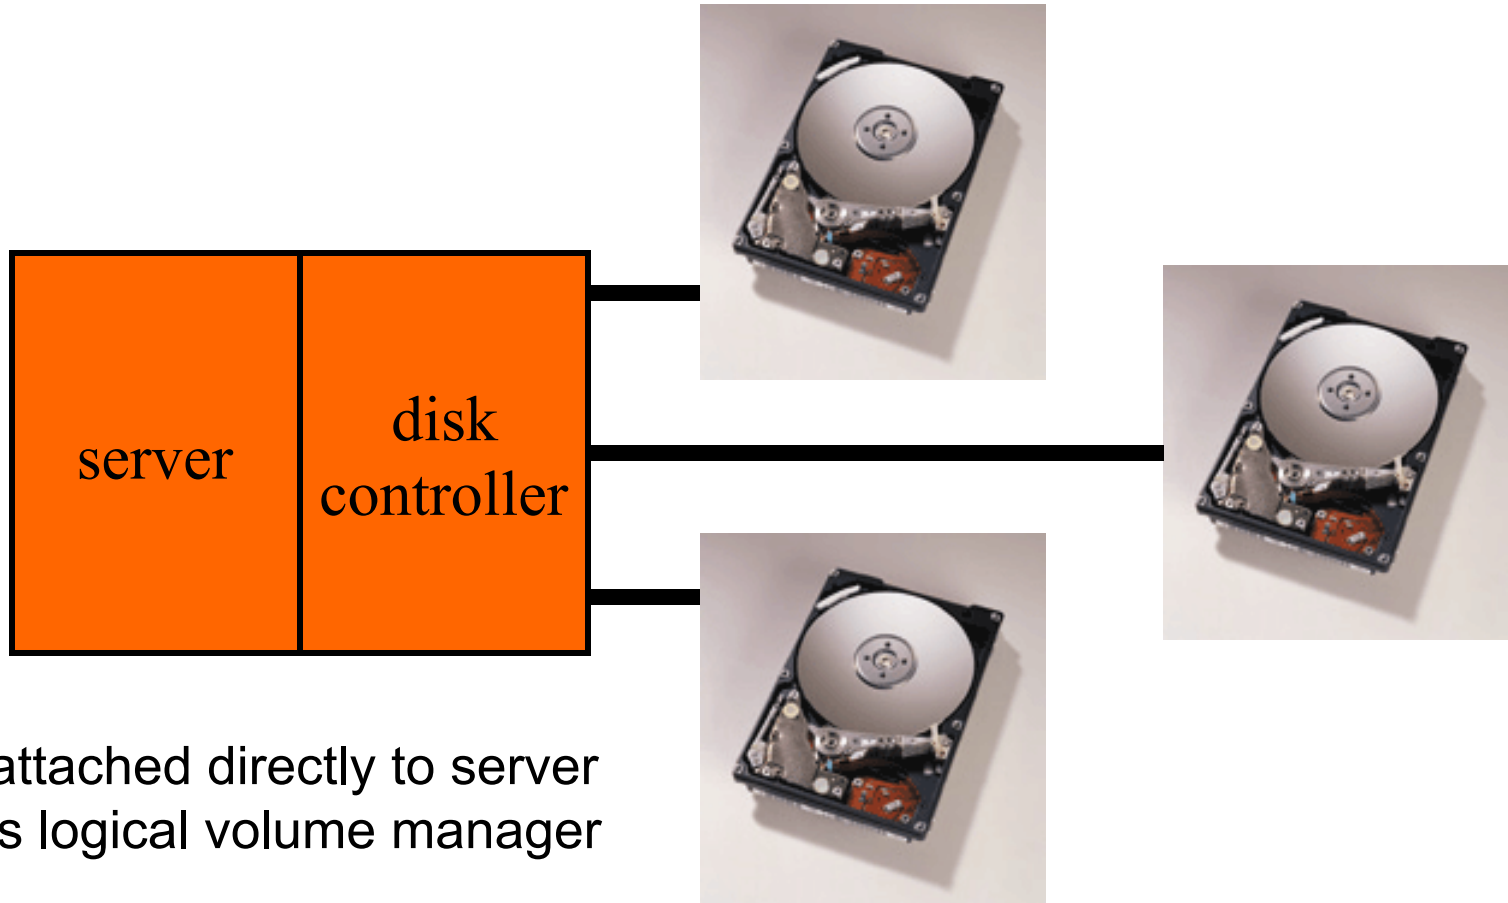 server
disk
controller
attached directly to server
s logical volume manager